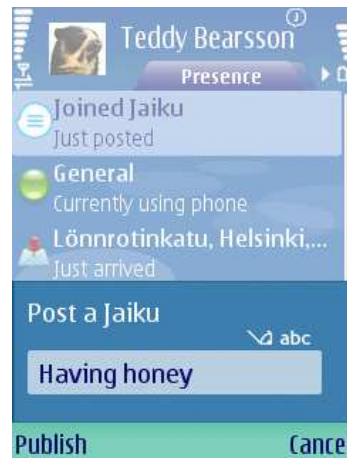 J
Teddy Bearsson
Presence
Joined Jaiku
Just posted
General
Currently using phone
Lönnrotinkatu, Helsinki,...
Just arrived
Post a Jaiku
abc
Having honey
Publish
Cance